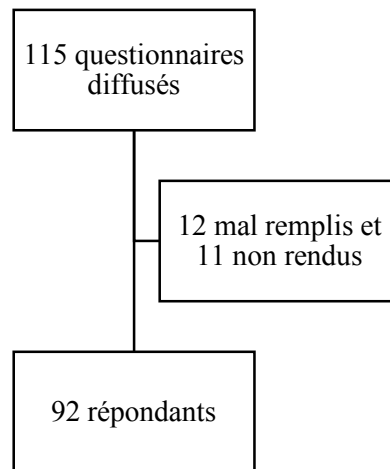 115 questionnaires
diffusés
12 mal remplis et
11 non rendus
92 répondants